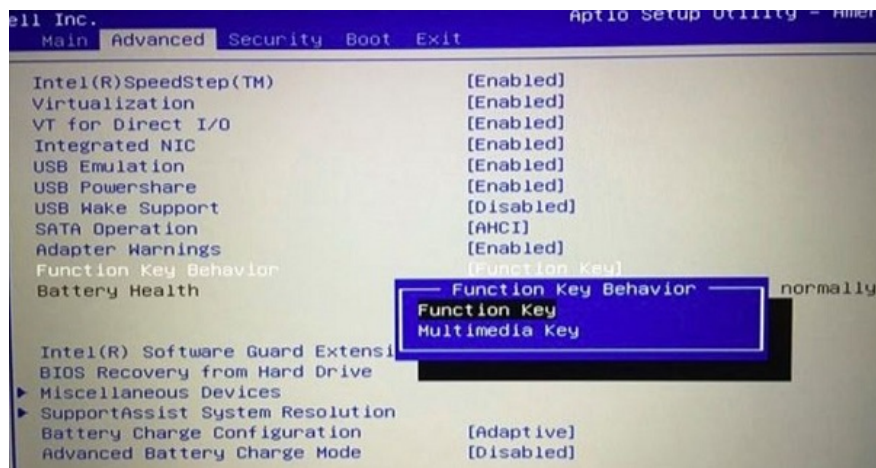 ell Inc. Aptio Setup Utility - Amer
Main Advanced Security Boot Exit
Intel(R)SpeedStep(TM) [Enabled]
Virtualization [Enabled]
VT for Direct I/O [Enabled]
Integrated NIC [Enabled]
USB Emulation [Enabled]
USB Powershare [Enabled]
USB Wake Support [Disabled]
SATA Operation [AHCI]
Adapter Warnings [Enabled]
Function Key Behavior [Function Key]
Battery Health normally
Function Key Behavior
Function Key
Multimedia Key
Intel(R) Software Guard Extensi
BIOS Recovery from Hard Drive
Miscellaneous Devices
SupportAssist System Resolution
Battery Charge Configuration [Adaptive]
Advanced Battery Charge Mode [Disabled]